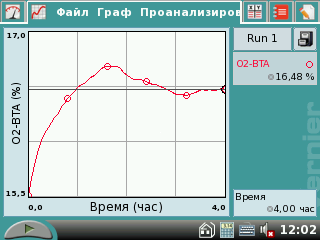 Файл Граф Проанализиров
17,0
O2-BTA (%)
15,5
0,0
Время (час)
4,0
Run 1
O2-BTA
16,48 %
Время
4,00 час
12:02